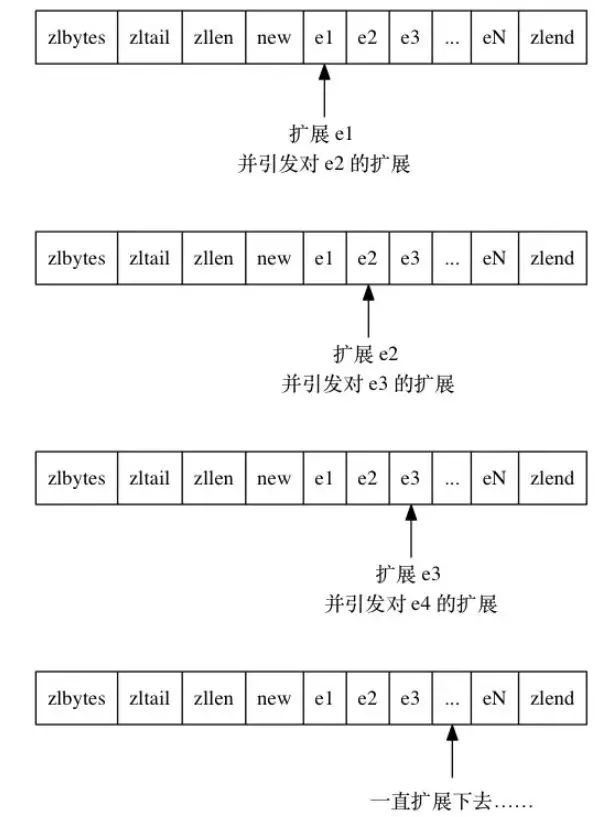 zlbytes zltail zllen new e1 e2 e3 ... eN zlend
扩展 e1
并引发对 e2 的扩展
zlbytes zltail zllen new e1 e2 e3 ... eN zlend
扩展 e2
并引发对 e3 的扩展
zlbytes zltail zllen new e1 e2 e3 ... eN zlend
扩展 e3
并引发对 e4 的扩展
zlbytes zltail zllen new e1 e2 e3 ... eN zlend
一直扩展下去……